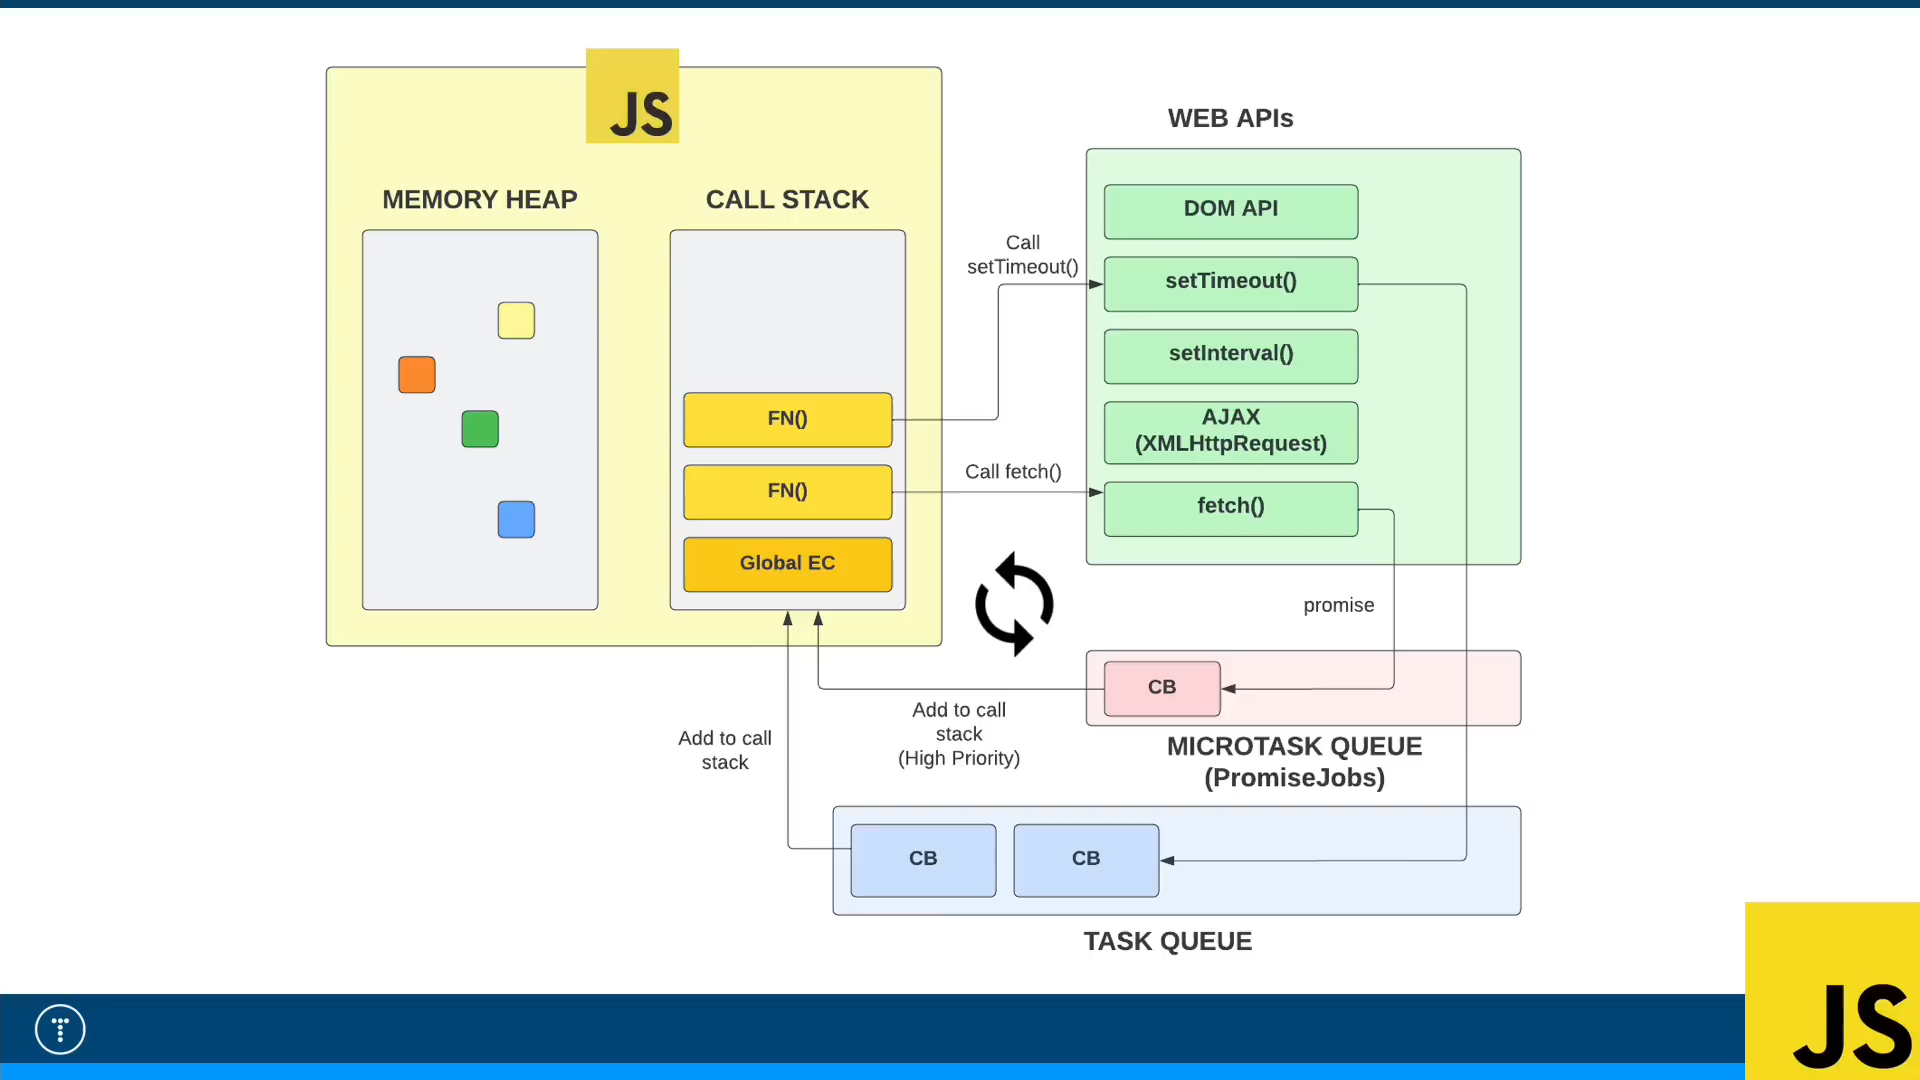 JS
WEB APIs
MEMORY HEAP
CALL STACK
DOM API
Call
setTimeout()
setTimeout()
setInterval()
AJAX
(XMLHttpRequest)
FN()
Call fetch()
FN()
fetch()
Global EC
promise
CB
Add to call
stack
(High Priority)
Add to call
stack
MICROTASK QUEUE
(PromiseJobs)
CB
CB
TASK QUEUE
T
JS